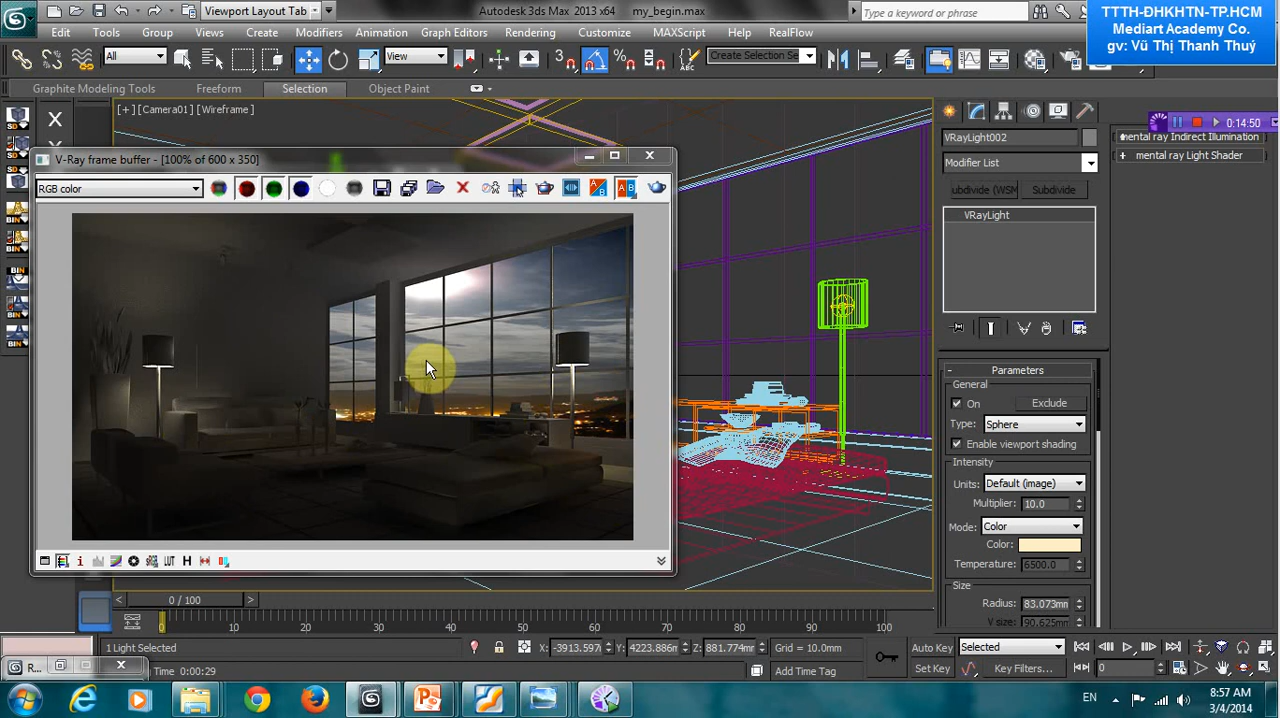 Viewport Layout Tab
Autodesk 3ds Max 2013 x64 my_begin.max
Type a keyword or phrase
TTTH-ĐHKHTN-TP.HCM
Mediart Academy Co.
gv: Vũ Thị Thanh Thuý
Edit Tools Group Views Create Modifiers Animation Graph Editors Rendering Customize MAXScript Help RealFlow
All
View
Create Selection Se
Graphite Modeling Tools Freeform Selection Object Paint
[+] [Camera01] [Wireframe]
0:14:50
V-Ray frame buffer - [100% of 600 x 350]
RGB color
VRayLight002
Modifier List
ubdivide (WSM
Subdivide
VRayLight
mental ray Indirect Illumination
+ mental ray Light Shader
- Parameters
General
On
Exclude
Type: Sphere
Enable viewport shading
Intensity
Units: Default (image)
Multiplier: 10.0
Mode: Color
Color:
Temperature: 6500.0
Size
Radius: 83.073mm
V size: 90.625mm
0 / 100
0 10 20 30 40 50 60 70 80 90 100
1 Light Selected
X: -3913.597m
Y: 4223.886m
Z: 881.774mm
Grid = 10.0mm
Auto Key
Selected
R...
Time: 0:00:29
Add Time Tag
Set Key
Key Filters...
0
EN
8:57 AM
3/4/2014